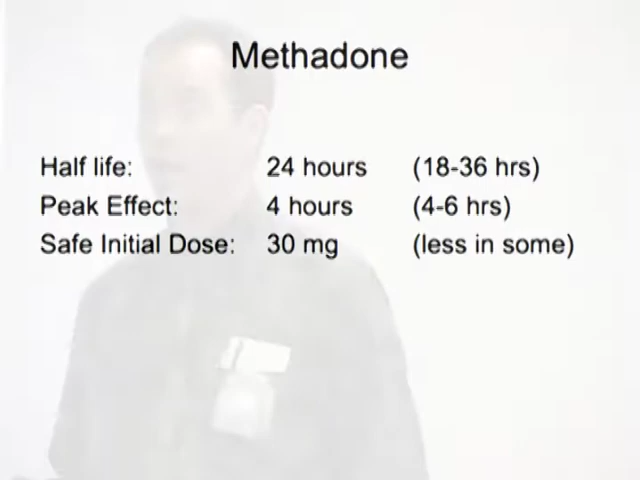 Methadone
Half life: 24 hours (18-36 hrs)
Peak Effect: 4 hours (4-6 hrs)
Safe Initial Dose: 30 mg (less in some)